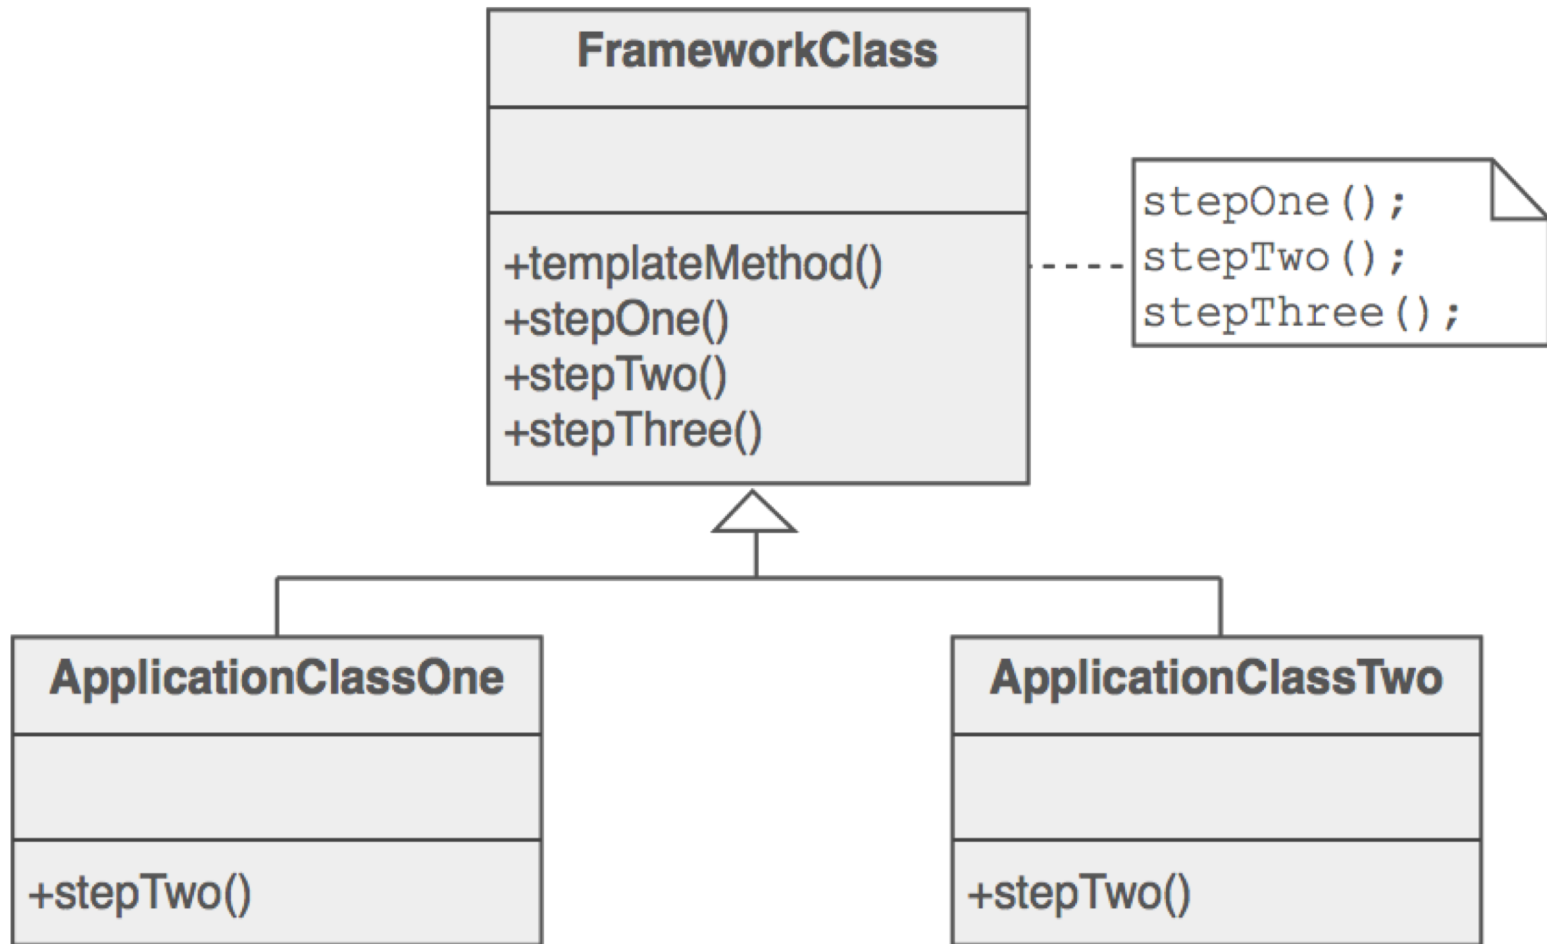 FrameworkClass
+templateMethod()
+stepOne()
+stepTwo()
+stepThree()
stepOne();
stepTwo();
stepThree();
ApplicationClassOne
+stepTwo()
ApplicationClassTwo
+stepTwo()